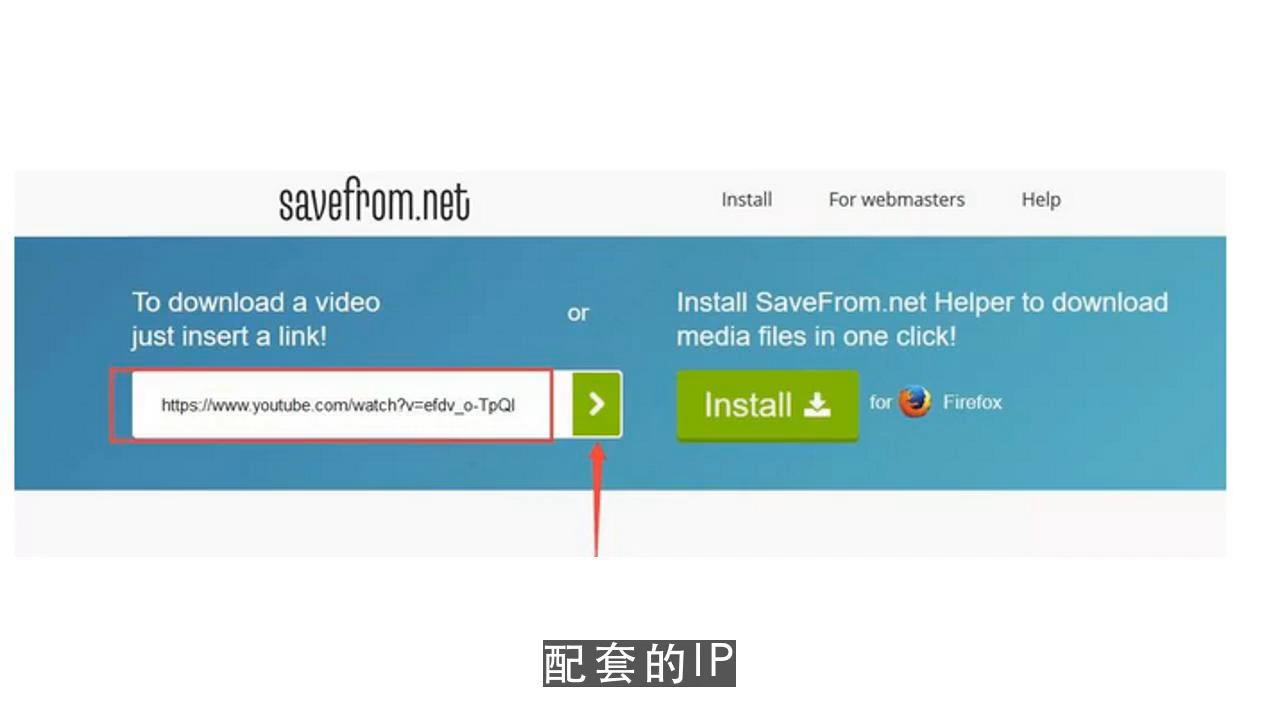 savefrom.net
Install
For webmasters
Help
To download a video
just insert a link!
or
Install SaveFrom.net Helper to download
media files in one click!
https://www.youtube.com/watch?v=efdv_o-TpQI
Install
for
Firefox
配套的IP